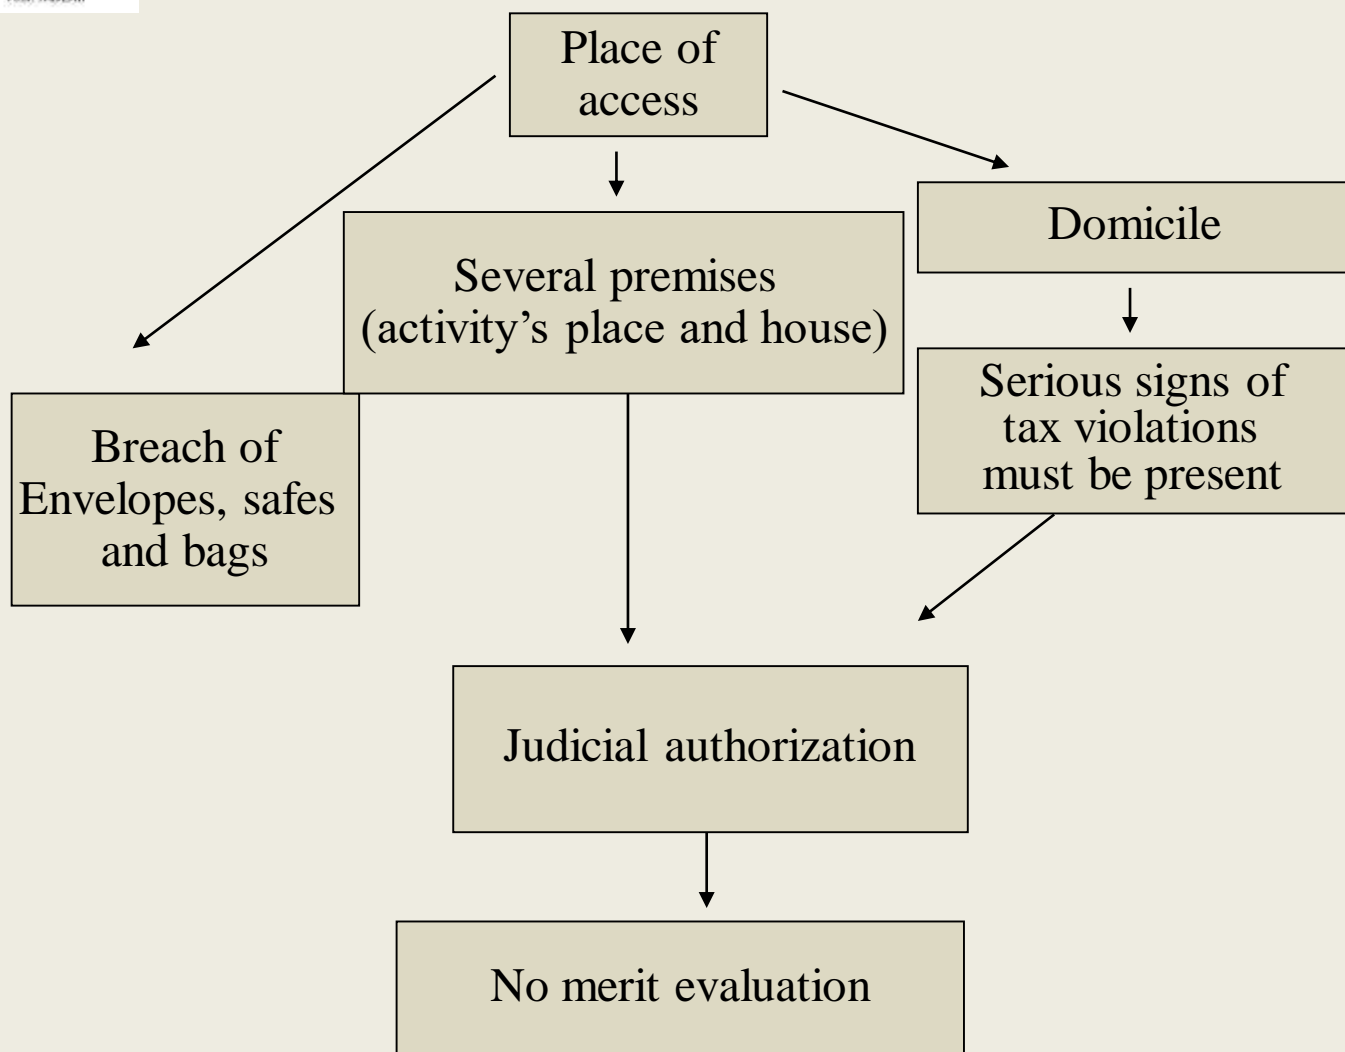 Place of
access
Domicile
Several premises
(activity’s place and house)
Serious signs of
tax violations
must be present
Breach of
Envelopes, safes
and bags
Judicial authorization
No merit evaluation